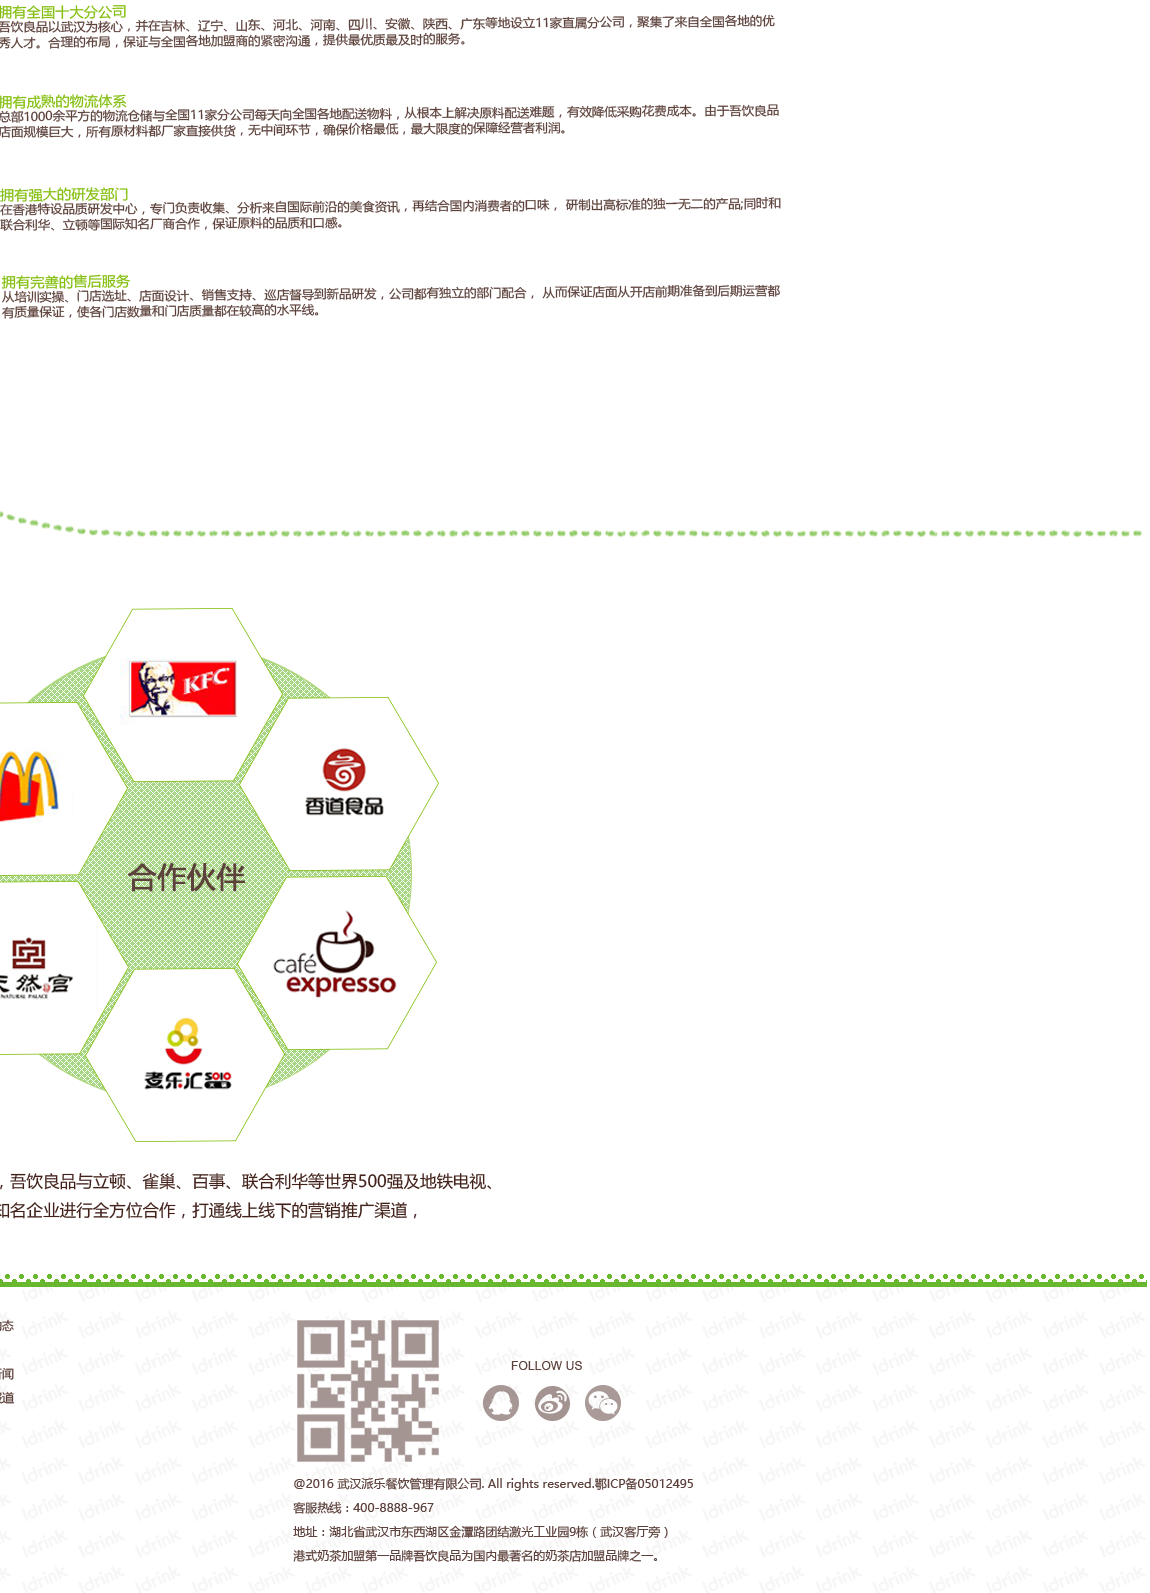 拥有全国十大分公司
吾饮良品以武汉为核心，并在吉林、辽宁、山东、河北、河南、四川、安徽、陕西、广东等地设立11家直属分公司，聚集了来自全国各地的优
秀人才。合理的布局，保证与全国各地加盟商的紧密沟通，提供最优质最及时的服务。
拥有成熟的物流体系
总部1000余平方的物流仓储与全国11家分公司每天向全国各地配送物料，从根本上解决原料配送难题，有效降低采购花费成本。由于吾饮良品
店面规模巨大，所有原材料都厂家直接供货，无中间环节，确保价格最低，最大限度的保障经营者利润。
拥有强大的研发部门
在香港特设品质研发中心，专门负责收集、分析来自国际前沿的美食资讯，再结合国内消费者的口味， 研制出高标准的独一无二的产品;同时和
联合利华、立顿等国际知名厂商合作，保证原料的品质和口感。
拥有完善的售后服务
从培训实操、门店选址、店面设计、销售支持、巡店督导到新品研发，公司都有独立的部门配合， 从而保证店面从开店前期准备到后期运营都
有质量保证，使各门店数量和门店质量都在较高的水平线。
KFC
香道食品
合作伙伴
café
expresso
天然宫
NATURAL PALACE
麦乐汇
，吾饮良品与立顿、雀巢、百事、联合利华等世界500强及地铁电视、
知名企业进行全方位合作，打通线上线下的营销推广渠道，
动态
新闻
报道
FOLLOW US
@2016 武汉派乐餐饮管理有限公司. All rights reserved.鄂ICP备05012495
客服热线：400-8888-967
地址：湖北省武汉市东西湖区金潭路团结激光工业园9栋（武汉客厅旁）
港式奶茶加盟第一品牌吾饮良品为国内最著名的奶茶店加盟品牌之一。
Idrink